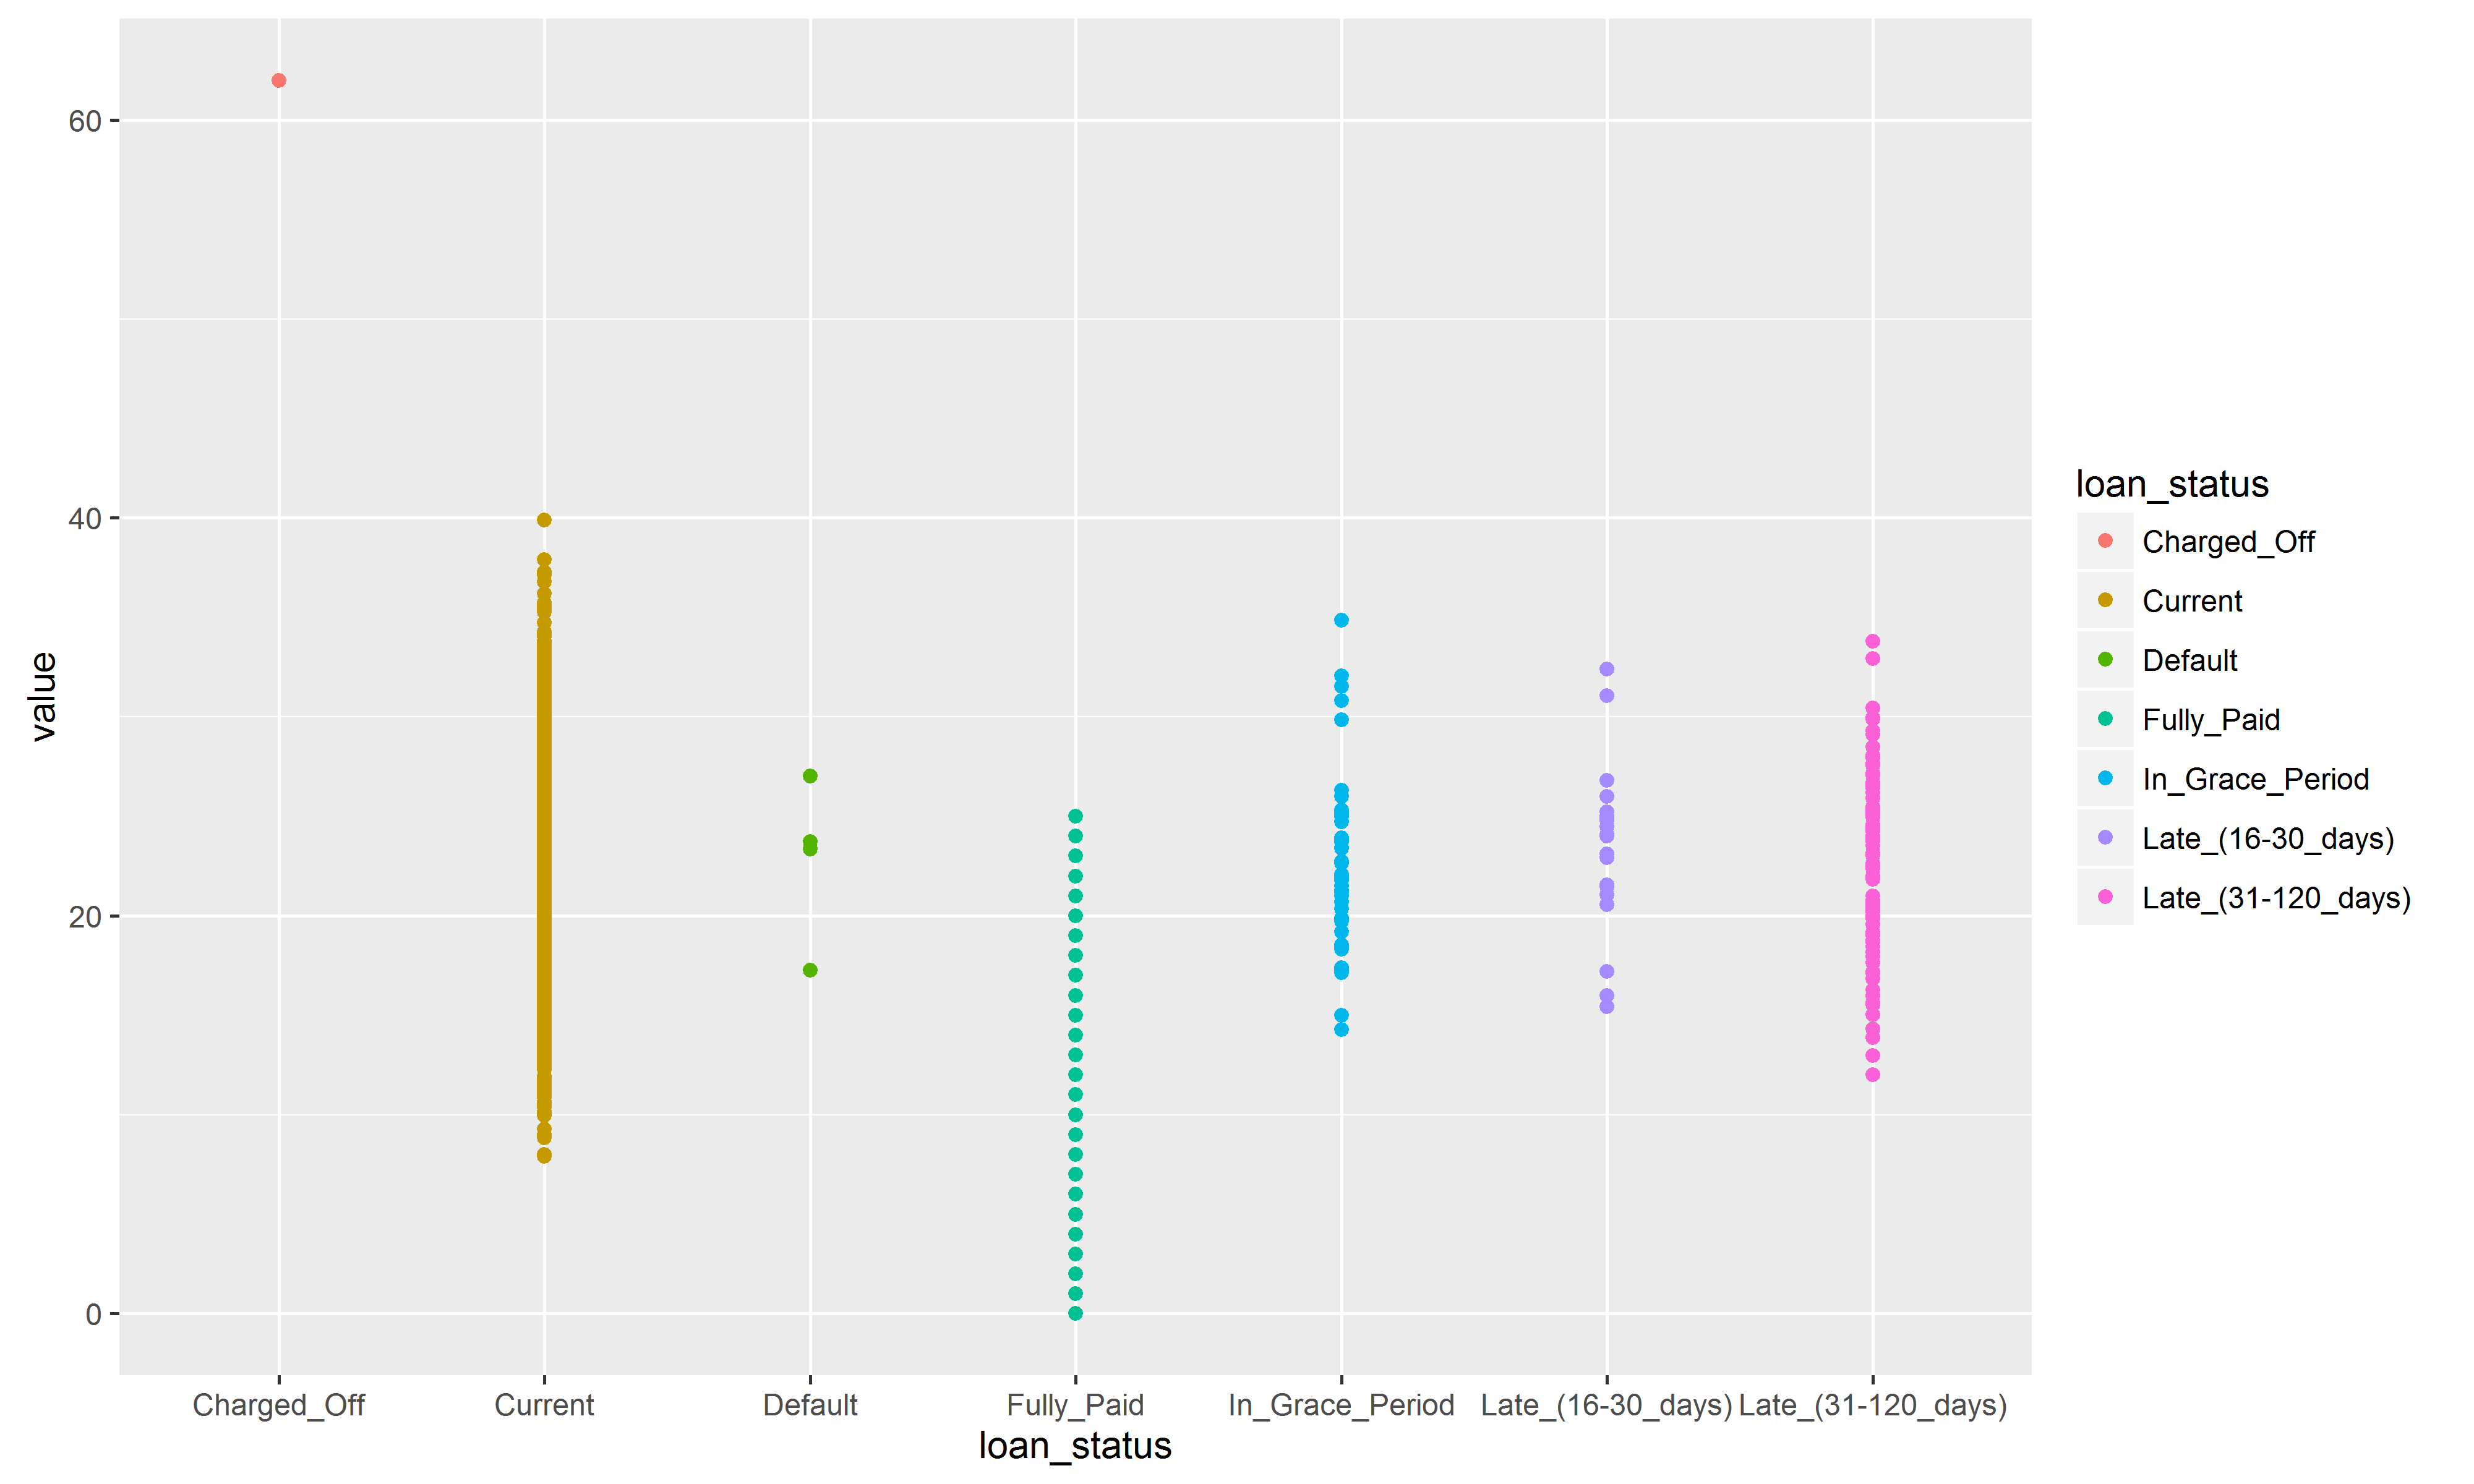 60
40
20
0
value
Charged_Off
Current
Default
Fully_Paid
In_Grace_Period
Late_(16-30_days)
Late_(31-120_days)
loan_status
loan_status
Charged_Off
Current
Default
Fully_Paid
In_Grace_Period
Late_(16-30_days)
Late_(31-120_days)